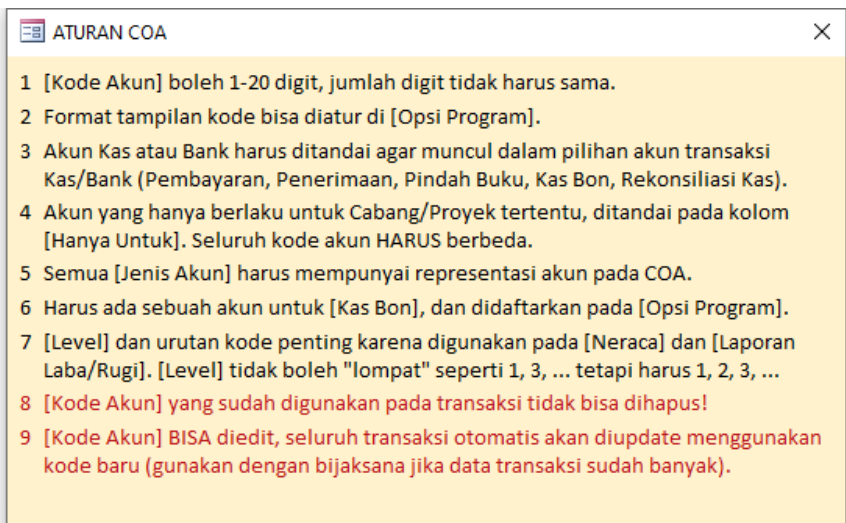 ATURAN COA
1 [Kode Akun] boleh 1-20 digit, jumlah digit tidak harus sama.
2 Format tampilan kode bisa diatur di [Opsi Program].
3 Akun Kas atau Bank harus ditandai agar muncul dalam pilihan akun transaksi
Kas/Bank (Pembayaran, Penerimaan, Pindah Buku, Kas Bon, Rekonsiliasi Kas).
4 Akun yang hanya berlaku untuk Cabang/Proyek tertentu, ditandai pada kolom
[Hanya Untuk]. Seluruh kode akun HARUS berbeda.
5 Semua [Jenis Akun] harus mempunyai representasi akun pada COA.
6 Harus ada sebuah akun untuk [Kas Bon], dan didaftarkan pada [Opsi Program].
7 [Level] dan urutan kode penting karena digunakan pada [Neraca] dan [Laporan
Laba/Rugi]. [Level] tidak boleh "lompat" seperti 1, 3, ... tetapi harus 1, 2, 3, ...
8 [Kode Akun] yang sudah digunakan pada transaksi tidak bisa dihapus!
9 [Kode Akun] BISA diedit, seluruh transaksi otomatis akan diupdate menggunakan
kode baru (gunakan dengan bijaksana jika data transaksi sudah banyak).